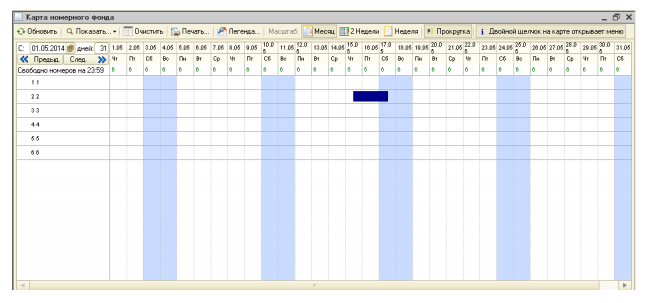 Карта номерного фонда
Обновить Показать... Очистить Печать... Легенда... Масштаб Месяц 2 Недели Неделя Прокрутка i Двойной щелчок на карте открывает меню
С: 01.05.2014 дней: 31 1.05 2.05 3.05 4.05 5.05 6.05 7.05 8.05 9.05 10.05 11.05 12.05 13.05 14.05 15.05 16.05 17.05 18.05 19.05 20.05 21.05 22.05 23.05 24.05 25.05 26.05 27.05 28.05 29.05 30.05 31.05
Предыд. След. Чт Пт Сб Вс Пн Вт Ср Чт Пт Сб Вс Пн Вт Ср Чт Пт Сб Вс Пн Вт Ср Чт Пт Сб Вс Пн Вт Ср Чт Пт Сб
Свободно номеров на 23:59 6 6 6 6 6 6 6 6 6 6 6 6 6 6 5 5 6 6 6 6 6 6 6 6 6 6 6 6 6 6 6
1 1
2 2
3 3
4 4
5 5
6 6